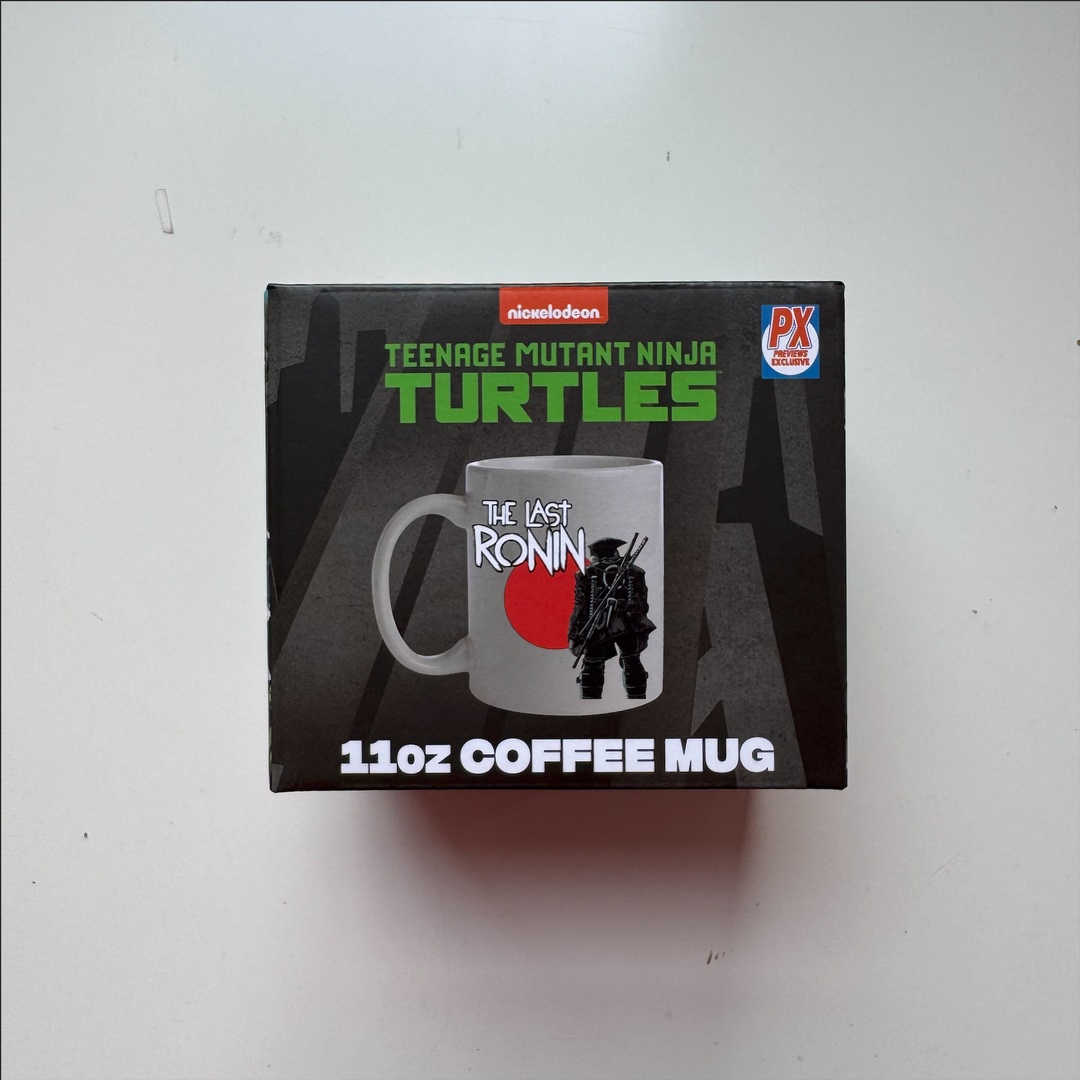 nickelodeon
PX
PREVIEWS
EXCLUSIVE
TEENAGE MUTANT NINJA
TURTLES
THE LAST
RONIN
11oz COFFEE MUG